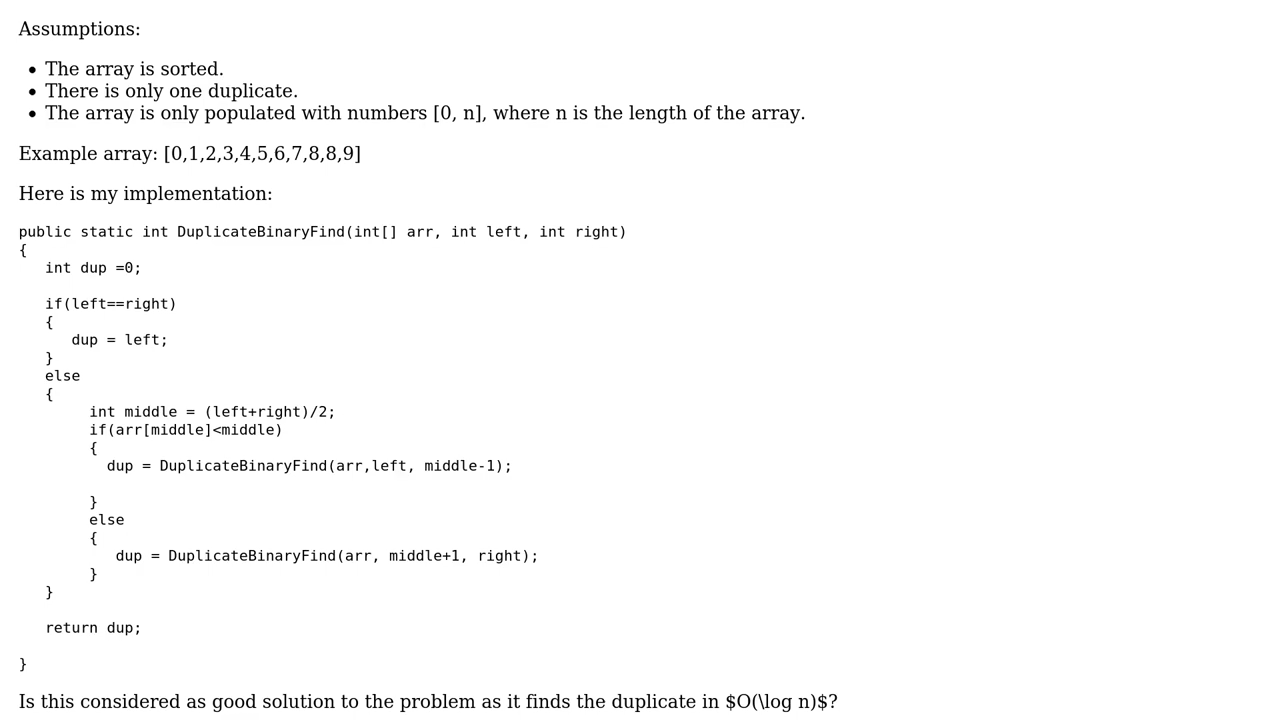 Assumptions:
• The array is sorted.
• There is only one duplicate.
• The array is only populated with numbers [0, n], where n is the length of the array.
Example array: [0,1,2,3,4,5,6,7,8,8,9]
Here is my implementation:
public static int DuplicateBinaryFind(int[] arr, int left, int right)
{
   int dup =0;
   if(left==right)
   {
      dup = left;
   }
   else
   {
        int middle = (left+right)/2;
        if(arr[middle]<middle)
        {
          dup = DuplicateBinaryFind(arr,left, middle-1);
        }
        else
        {
           dup = DuplicateBinaryFind(arr, middle+1, right);
        }
   }
   return dup;
}
Is this considered as good solution to the problem as it finds the duplicate in $O(\log n)$?